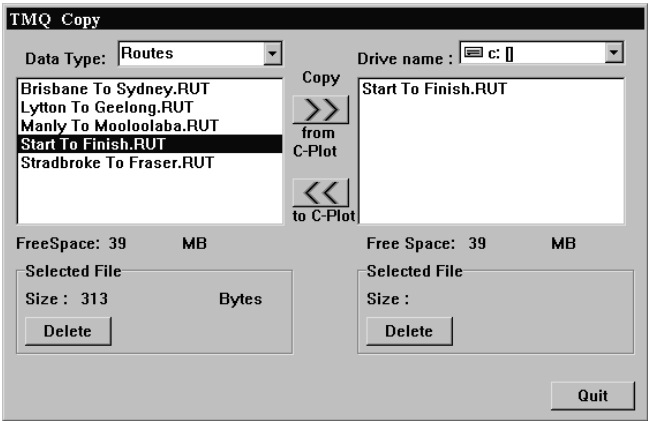 TMQ Copy
Data Type: Routes
Drive name : c: []
Brisbane To Sydney.RUT
Lytton To Geelong.RUT
Manly To Mooloolaba.RUT
Start To Finish.RUT
Stradbroke To Fraser.RUT
Copy
>>
from
C-Plot
<<
to C-Plot
Start To Finish.RUT
FreeSpace: 39 MB
Free Space: 39 MB
Selected File
Size : 313 Bytes
Delete
Selected File
Size :
Delete
Quit